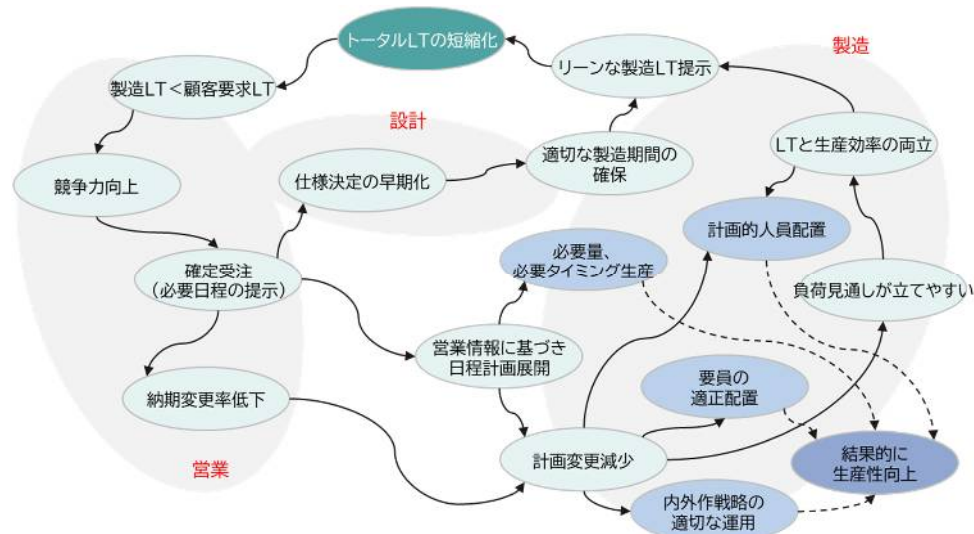 トータルLTの短縮化
製造
製造LT＜顧客要求LT
リーンな製造LT提示
設計
LTと生産効率の両立
適切な製造期間の
確保
競争力向上
仕様決定の早期化
計画的人員配置
必要量、
必要タイミング生産
確定受注
（必要日程の提示）
負荷見通しが立てやすい
営業情報に基づき
日程計画展開
納期変更率低下
要員の
適正配置
営業
計画変更減少
結果的に
生産性向上
内外作戦略の
適切な運用